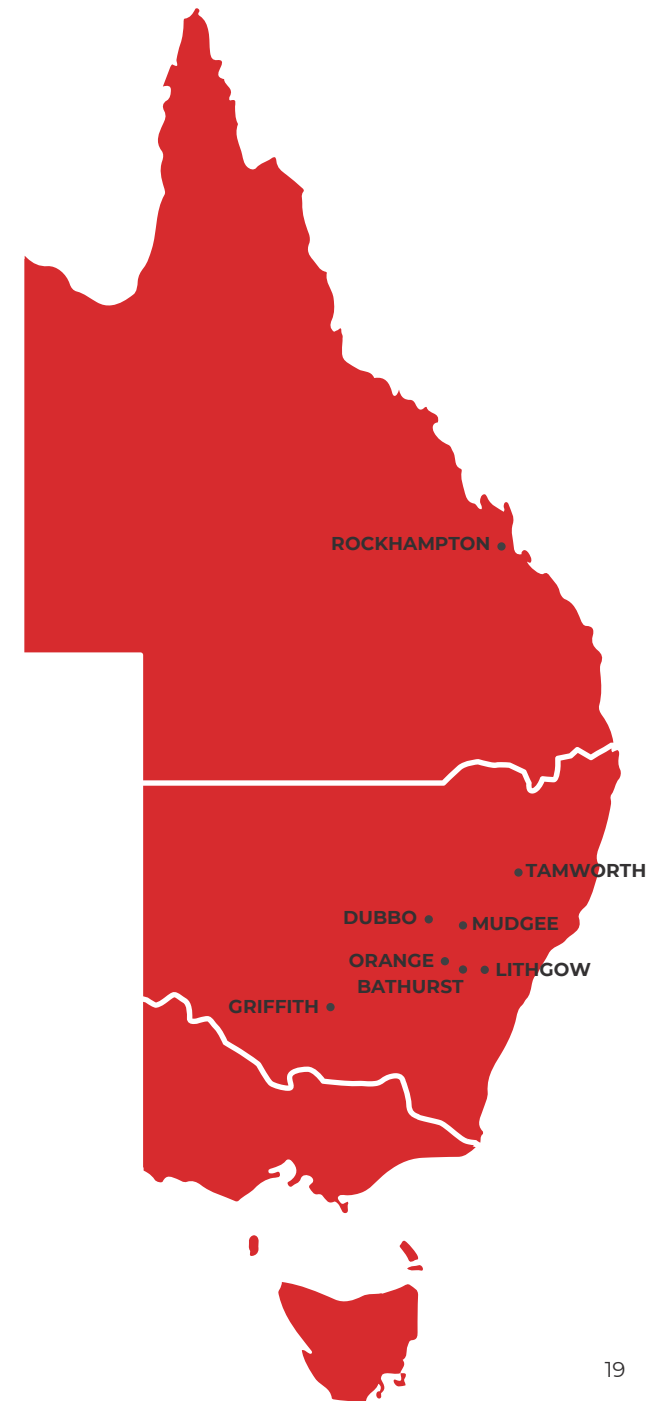 ROCKHAMPTON
TAMWORTH
DUBBO
MUDGEE
ORANGE
LITHGOW
BATHURST
GRIFFITH
19